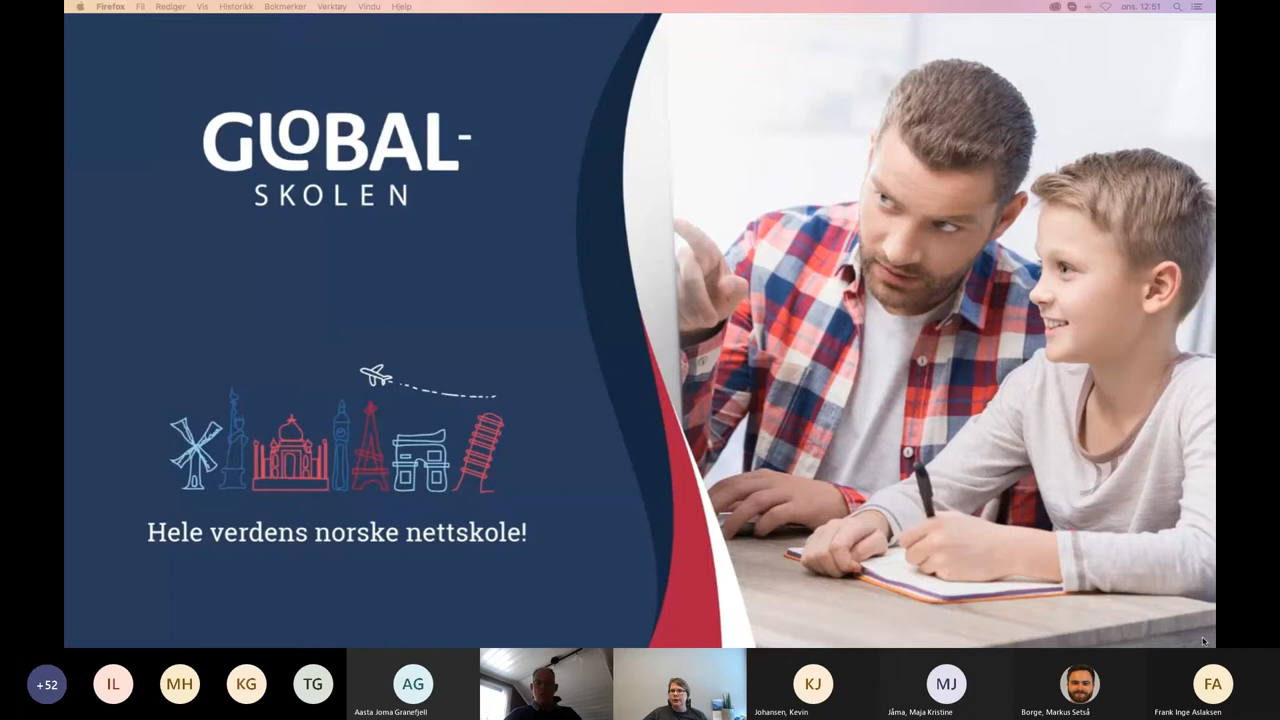 Firefox Fil Rediger Vis Historikk Bokmerker Verktøy Vindu Hjelp ons. 12:51
GLOBAL-
SKOLEN
Hele verdens norske nettskole!
+52 IL MH KG TG AG KJ MJ FA
Aasta Joma Granefjell Johansen, Kevin Jåma, Maja Kristine Borge, Markus Setså Frank Inge Aslaksen